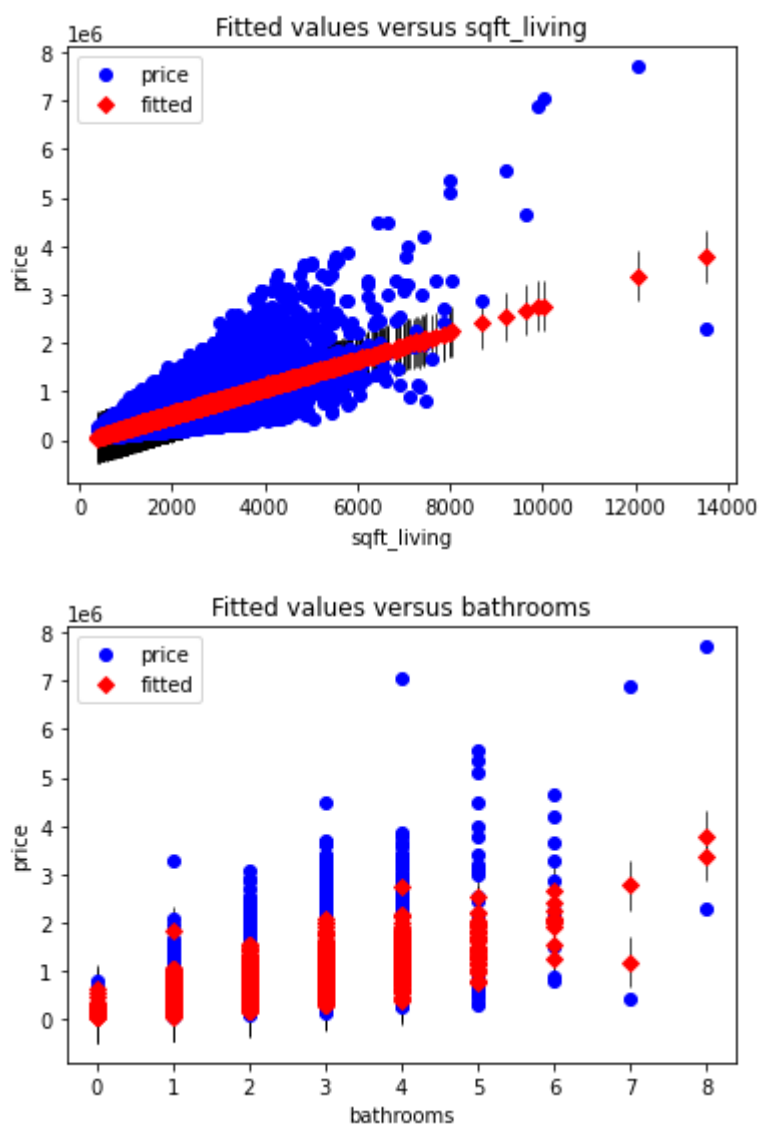 Fitted values versus sqft_living
1e6
price
fitted
8
7
6
5
4
3
2
1
0
price
0 2000 4000 6000 8000 10000 12000 14000
sqft_living
Fitted values versus bathrooms
1e6
price
fitted
8
7
6
5
4
3
2
1
0
price
0 1 2 3 4 5 6 7 8
bathrooms